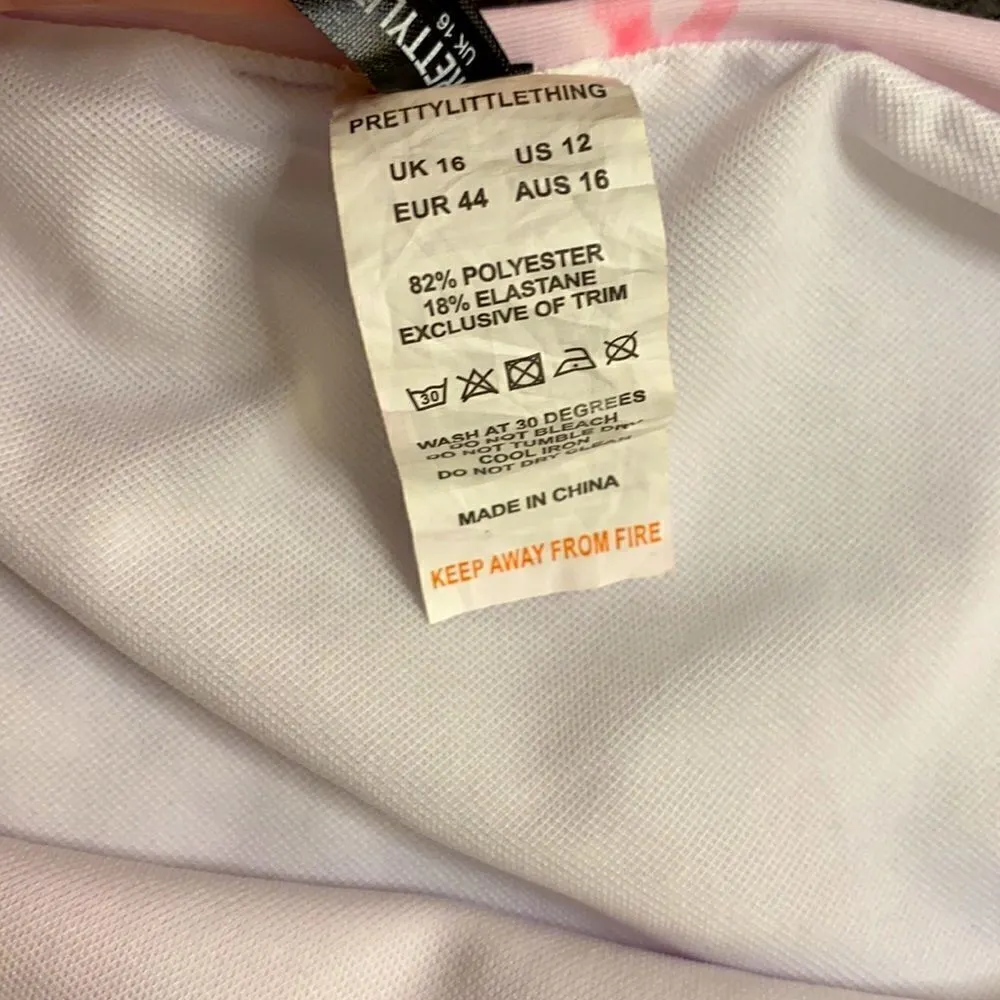 UK 16
PRETTYLITTLETHING
UK 16 US 12
EUR 44 AUS 16
82% POLYESTER
18% ELASTANE
EXCLUSIVE OF TRIM
30
WASH AT 30 DEGREES
DO NOT BLEACH
DO NOT TUMBLE DRY
COOL IRON
DO NOT DRY CLEAN
MADE IN CHINA
KEEP AWAY FROM FIRE